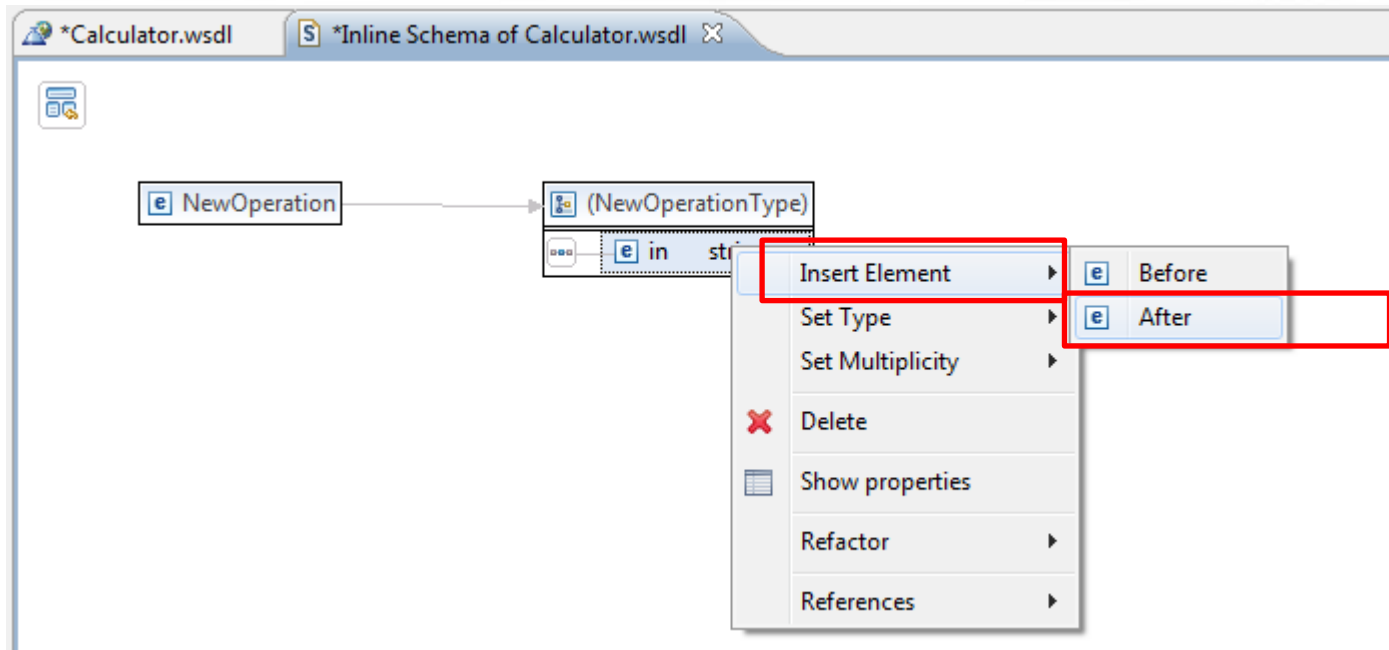 *Calculator.wsdl
S *Inline Schema of Calculator.wsdl
e NewOperation
(NewOperationType)
e in
Insert Element
e Before
Set Type
e After
Set Multiplicity
Delete
Show properties
Refactor
References